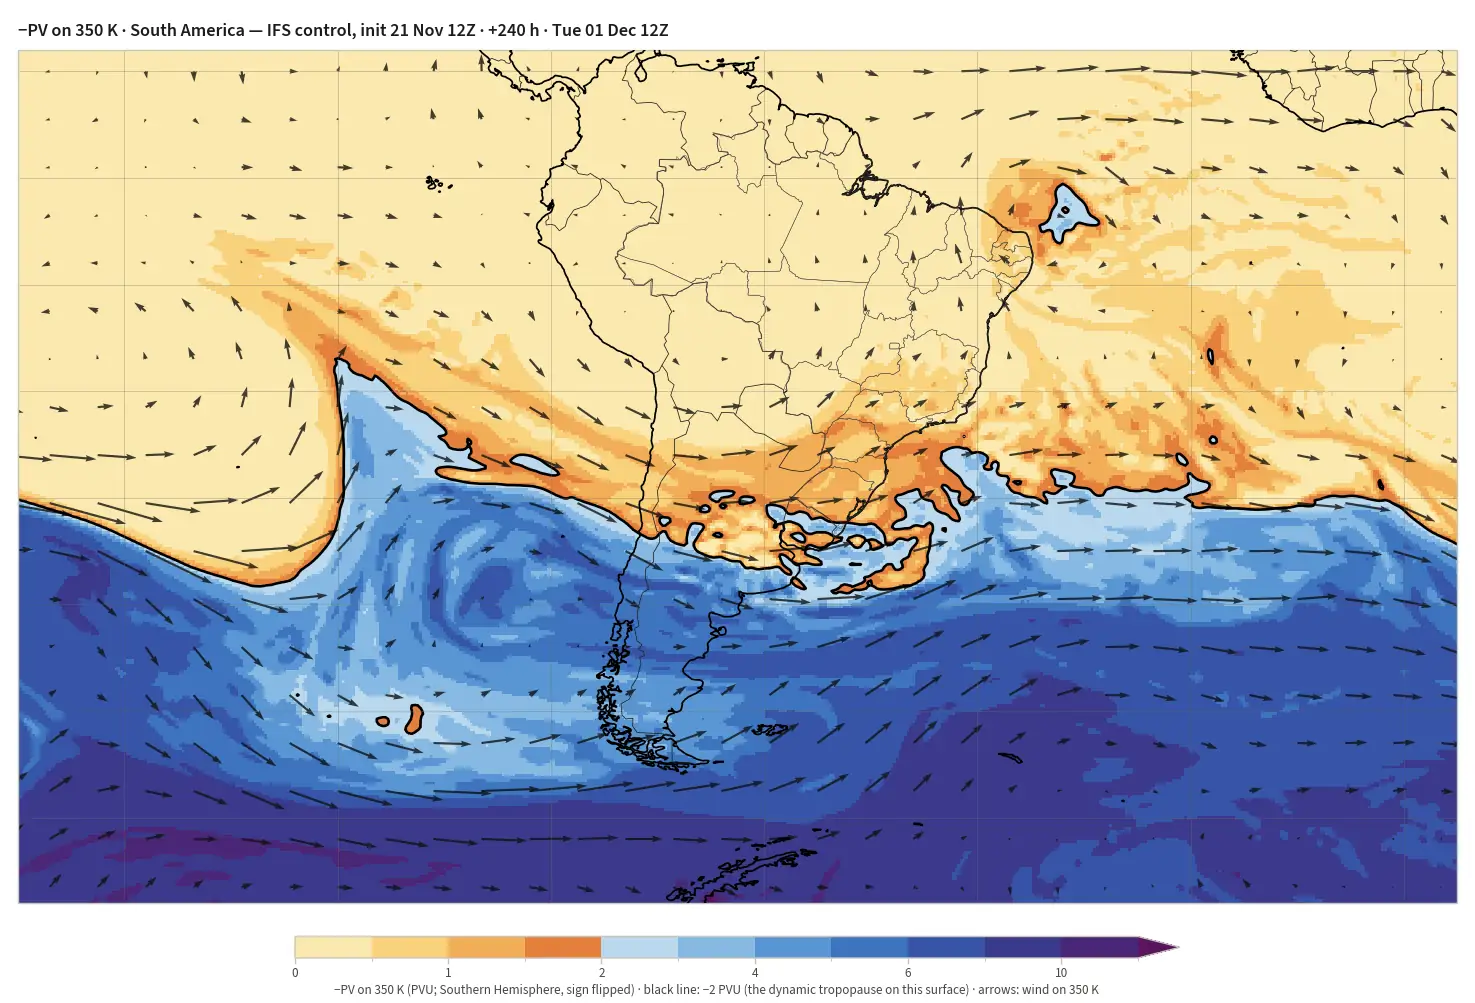 −PV on 350 K · South America — IFS control, init 21 Nov 12Z · +240 h · Tue 01 Dec 12Z
0 1 2 4 6 10
−PV on 350 K (PVU; Southern Hemisphere, sign flipped) · black line: −2 PVU (the dynamic tropopause on this surface) · arrows: wind on 350 K